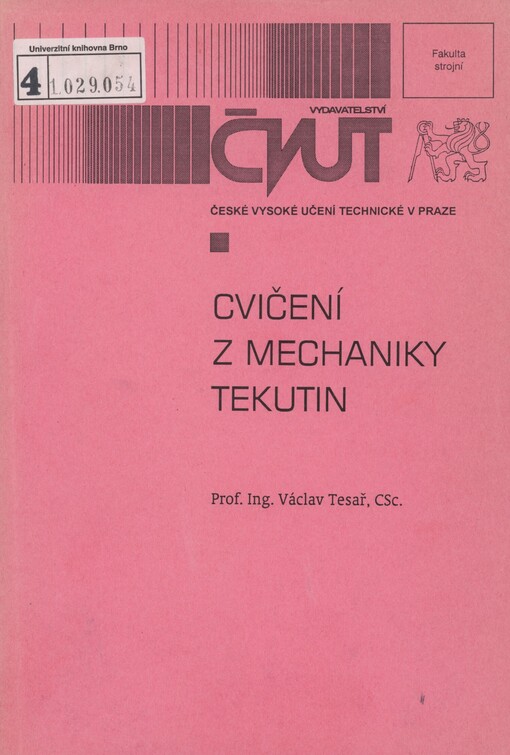 Univerzitní knihovna Brno
4
1.029.054
Fakulta
strojní
VYDAVATELSTVÍ
ČVUT
ČESKÉ VYSOKÉ UČENÍ TECHNICKÉ V PRAZE
CVIČENÍ
Z MECHANIKY
TEKUTIN
Prof. Ing. Václav Tesař, CSc.